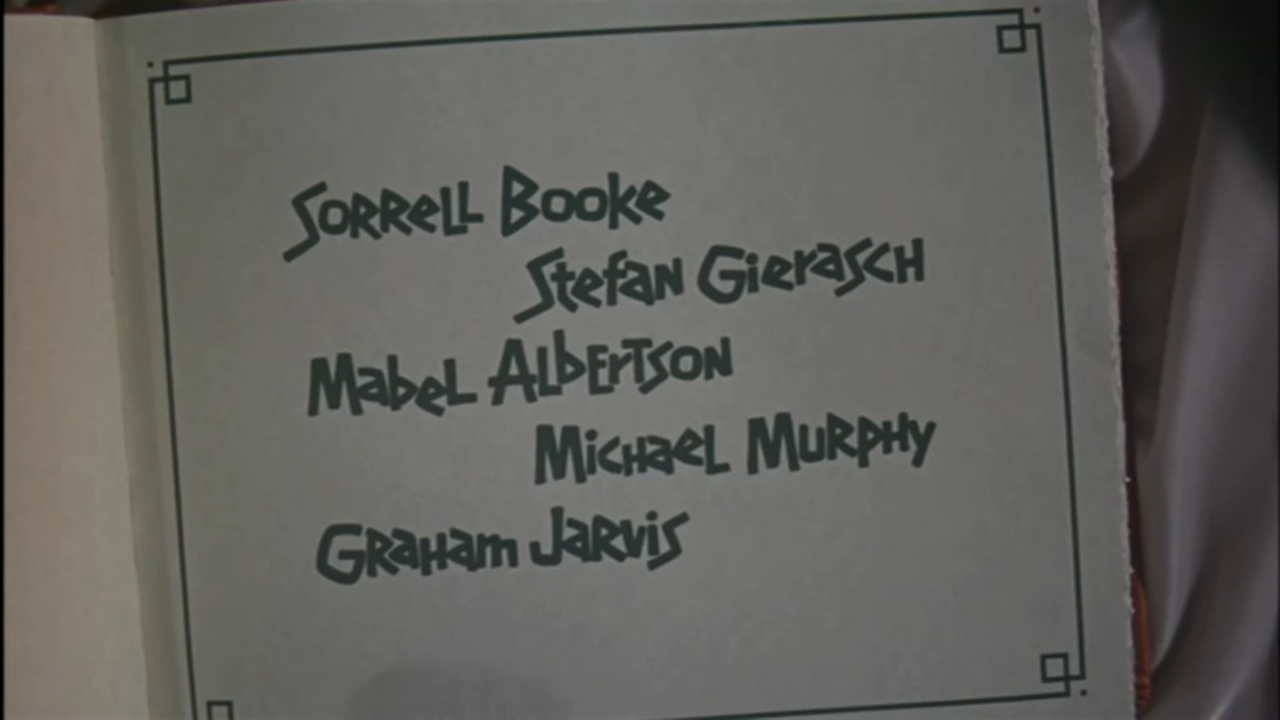 Sorrell Booke
Stefan Gierasch
Mabel Albertson
Michael Murphy
Graham Jarvis